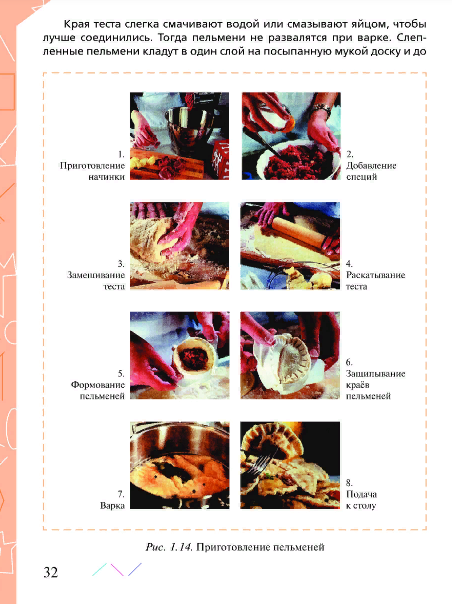 Края теста слегка смачивают водой или смазывают яйцом, чтобы
лучше соединились. Тогда пельмени не развалятся при варке. Слеп-
ленные пельмени кладут в один слой на посыпанную мукой доску и до
1.
Приготовление
начинки
2.
Добавление
специй
3.
Замешивание
теста
4.
Раскатывание
теста
5.
Формование
пельменей
6.
Защипывание
краёв
пельменей
7.
Варка
8.
Подача
к столу
Рис. 1.14. Приготовление пельменей
32